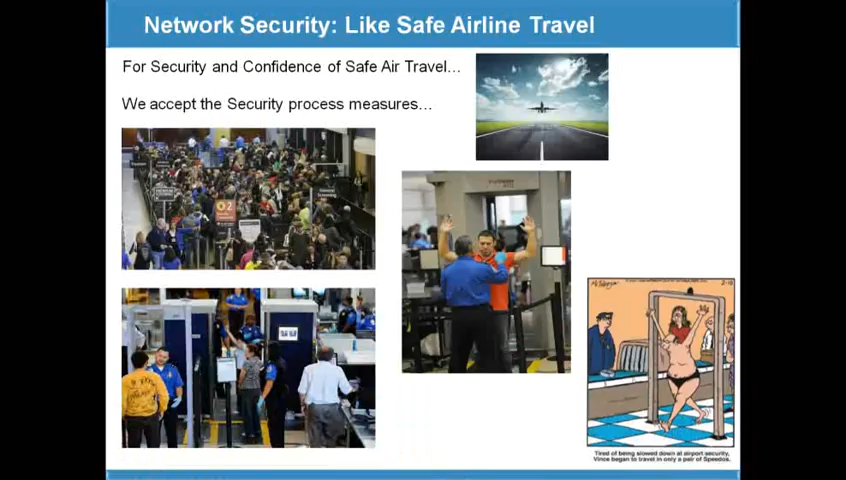 Network Security: Like Safe Airline Travel
For Security and Confidence of Safe Air Travel…
We accept the Security process measures…
2
Tired of being slowed down at airport security,
Vince began to travel in only a pair of Speedos.